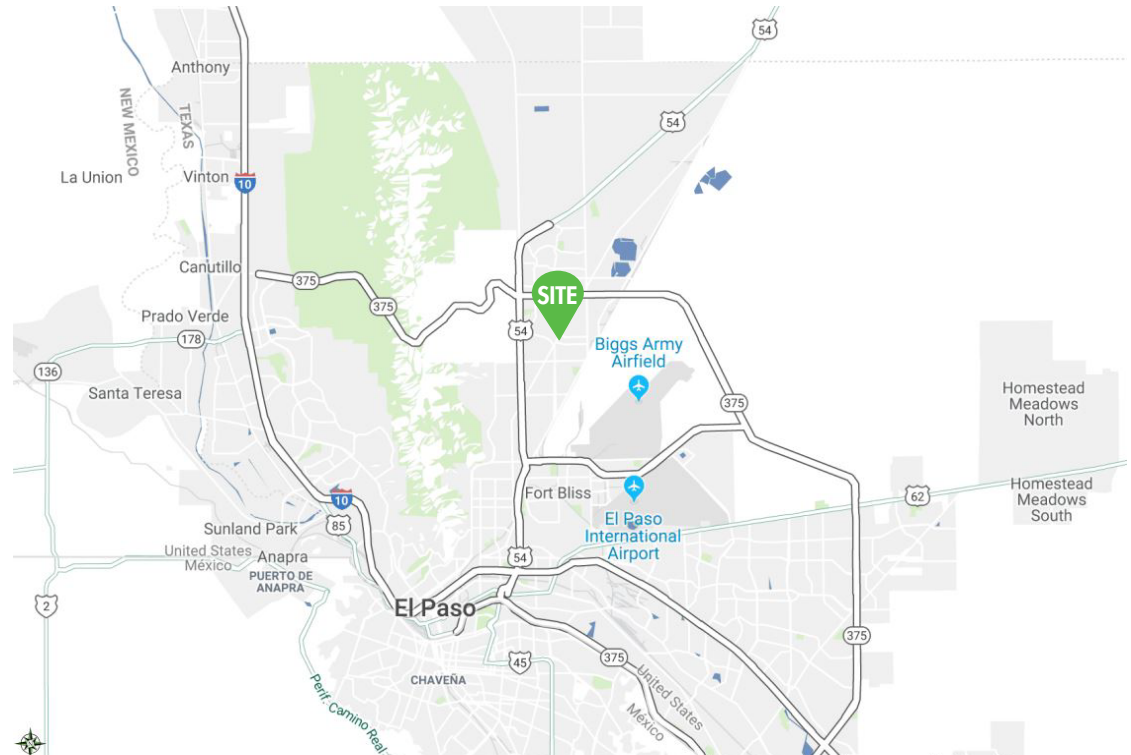 54
Anthony
NEW MEXICO
TEXAS
54
La Union
Vinton
10
Canutillo
375
375
SITE
Prado Verde
54
178
Biggs Army
Airfield
136
Santa Teresa
375
Homestead
Meadows
North
Fort Bliss
62
Homestead
Meadows
South
10
85
Sunland Park
El Paso
International
Airport
United States
México
Anapra
54
PUERTO DE
ANAPRA
2
El Paso
375
45
375
CHAVEÑA
United States
México
Perif. Camino Real
N